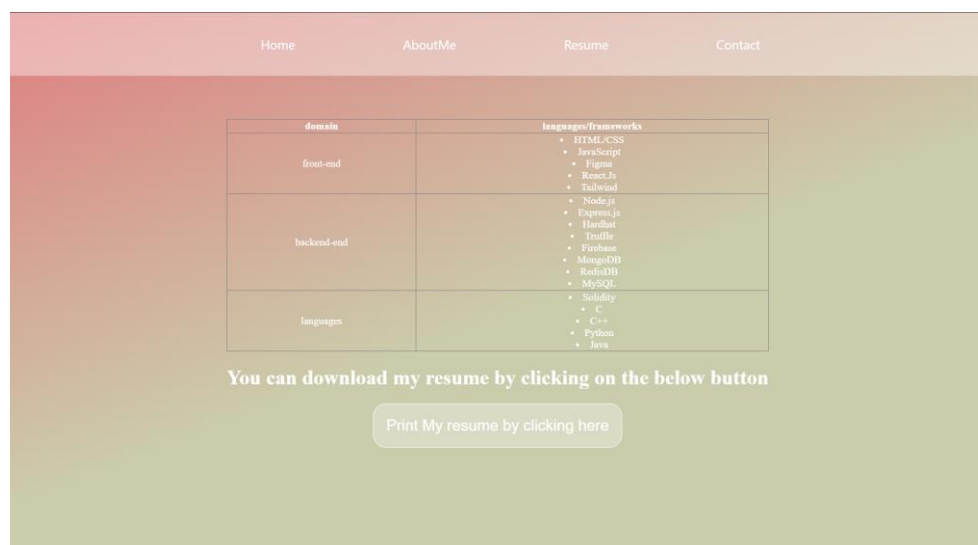 Home AboutMe Resume Contact
domain languages/frameworks
front-end
• HTML/CSS
• JavaScript
• Figma
• React.Js
• Tailwind
backend-end
• Node.js
• Express.js
• Hardhat
• Truffle
• Firebase
• MongoDB
• RedisDB
• MySQL
languages
• Solidity
• C
• C++
• Python
• Java
You can download my resume by clicking on the below button
Print My resume by clicking here